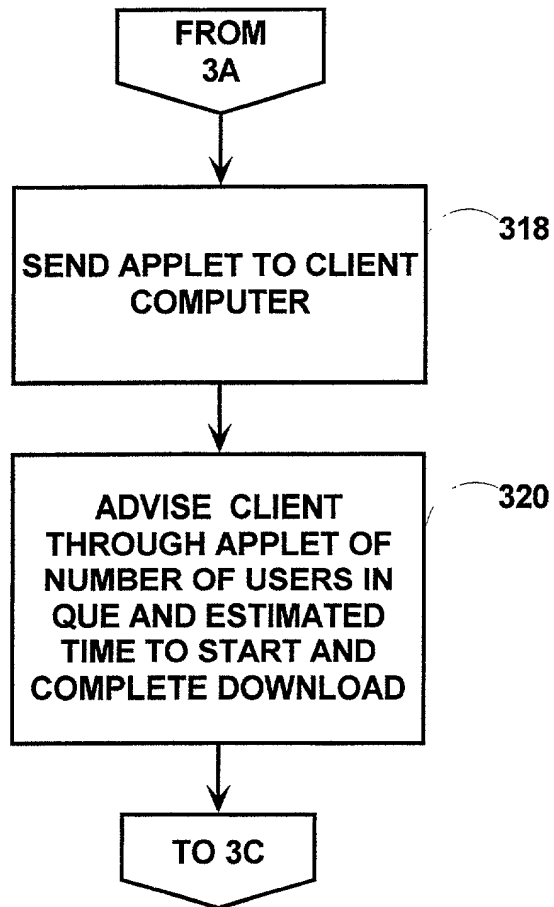 FROM
3A
318
SEND APPLET TO CLIENT
COMPUTER
320
ADVISE CLIENT
THROUGH APPLET OF
NUMBER OF USERS IN
QUE AND ESTIMATED
TIME TO START AND
COMPLETE DOWNLOAD
TO 3C